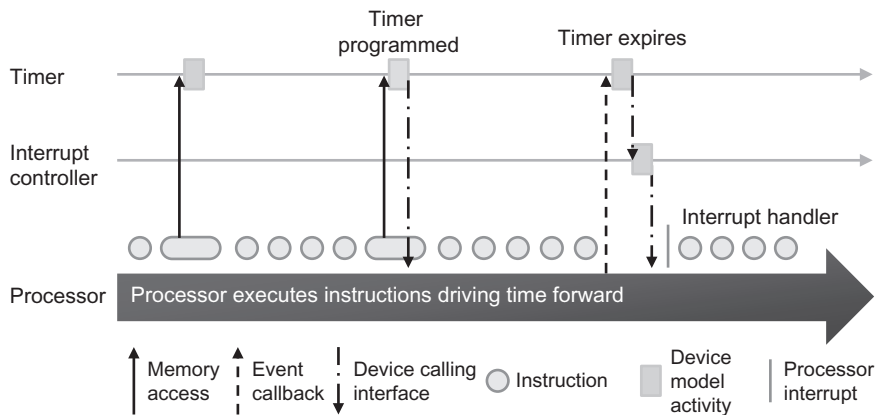 Timer
programmed
Timer expires
Timer
Interrupt
controller
Interrupt handler
Processor
Processor executes instructions driving time forward
Memory
access
Event
callback
Device calling
interface
Instruction
Device
model
activity
Processor
interrupt